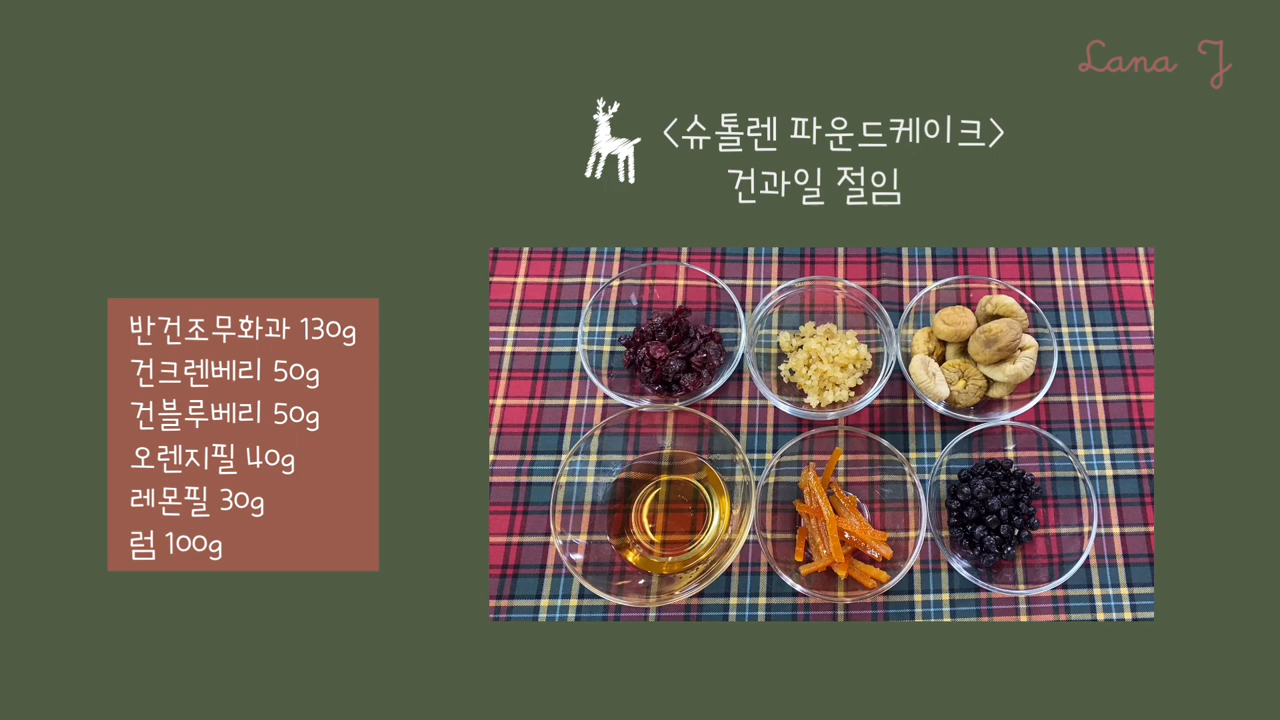 Lana J
<슈톨렌 파운드케이크>
건과일 절임
반건조무화과 130g
건크렌베리 50g
건블루베리 50g
오렌지필 40g
레몬필 30g
럼 100g